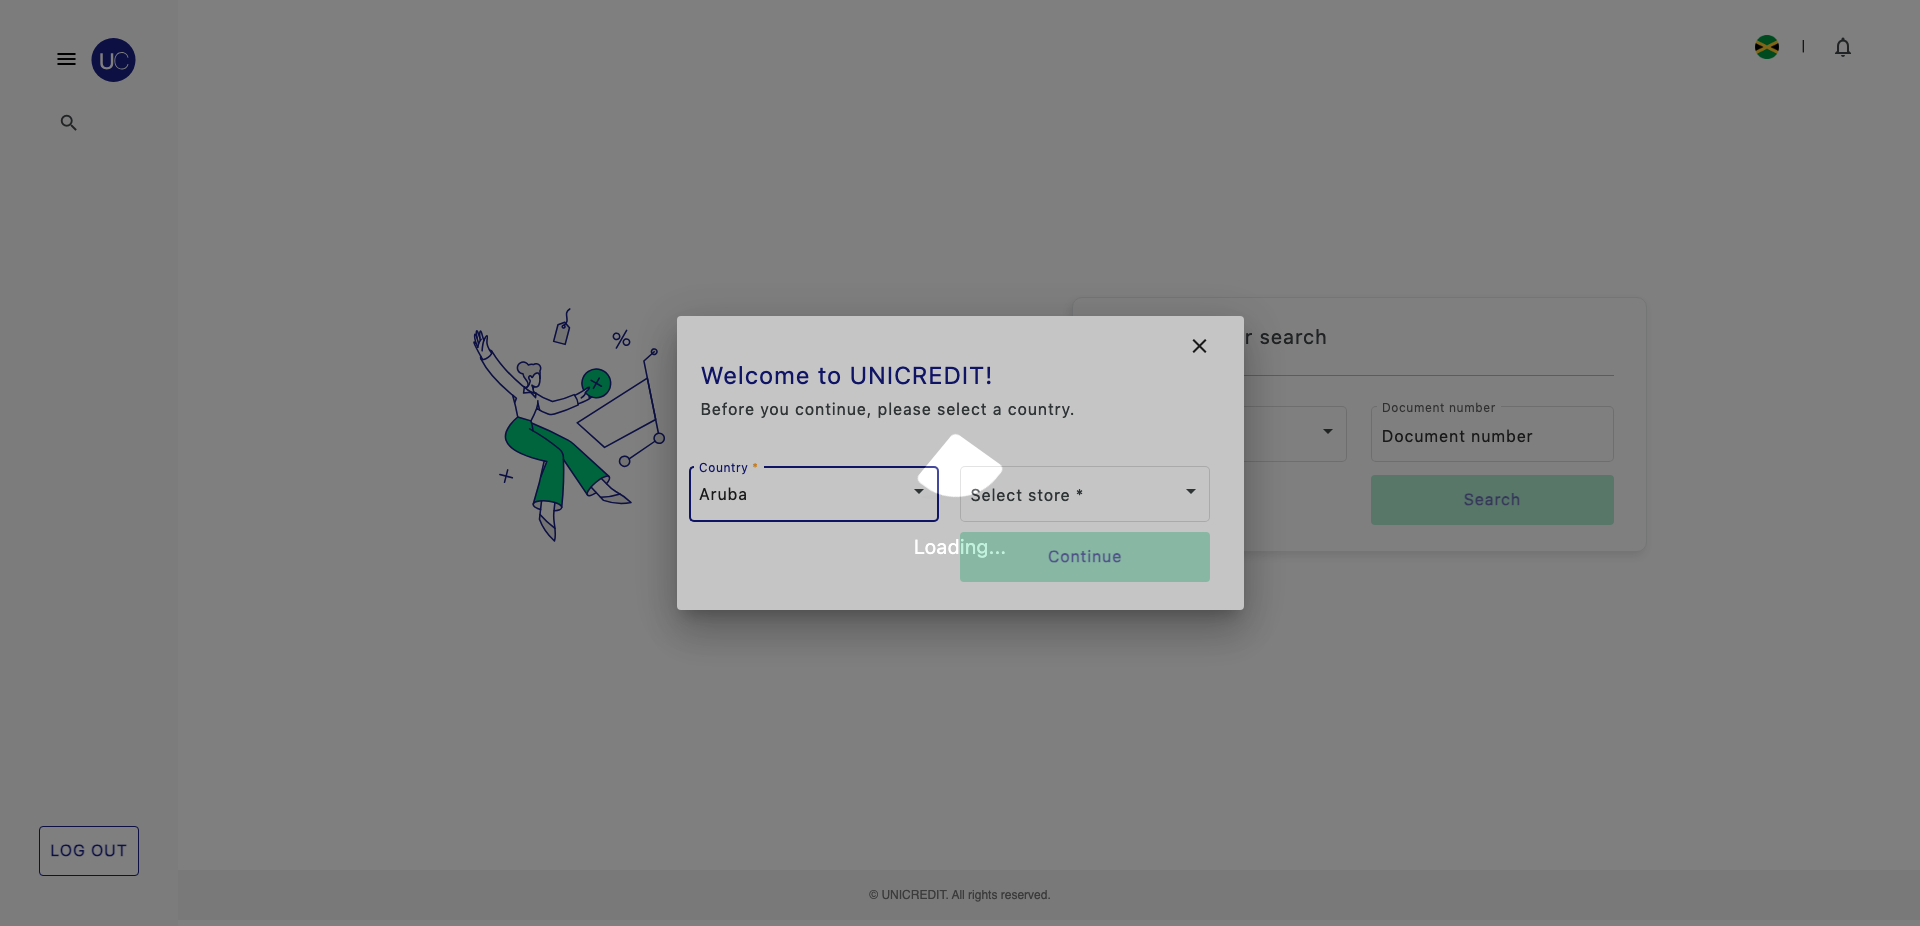 UC
Welcome to UNICREDIT!
Before you continue, please select a country.
Country *
Aruba
Select store *
Loading...
Continue
r search
Document number
Document number
Search
%
LOG OUT
© UNICREDIT. All rights reserved.